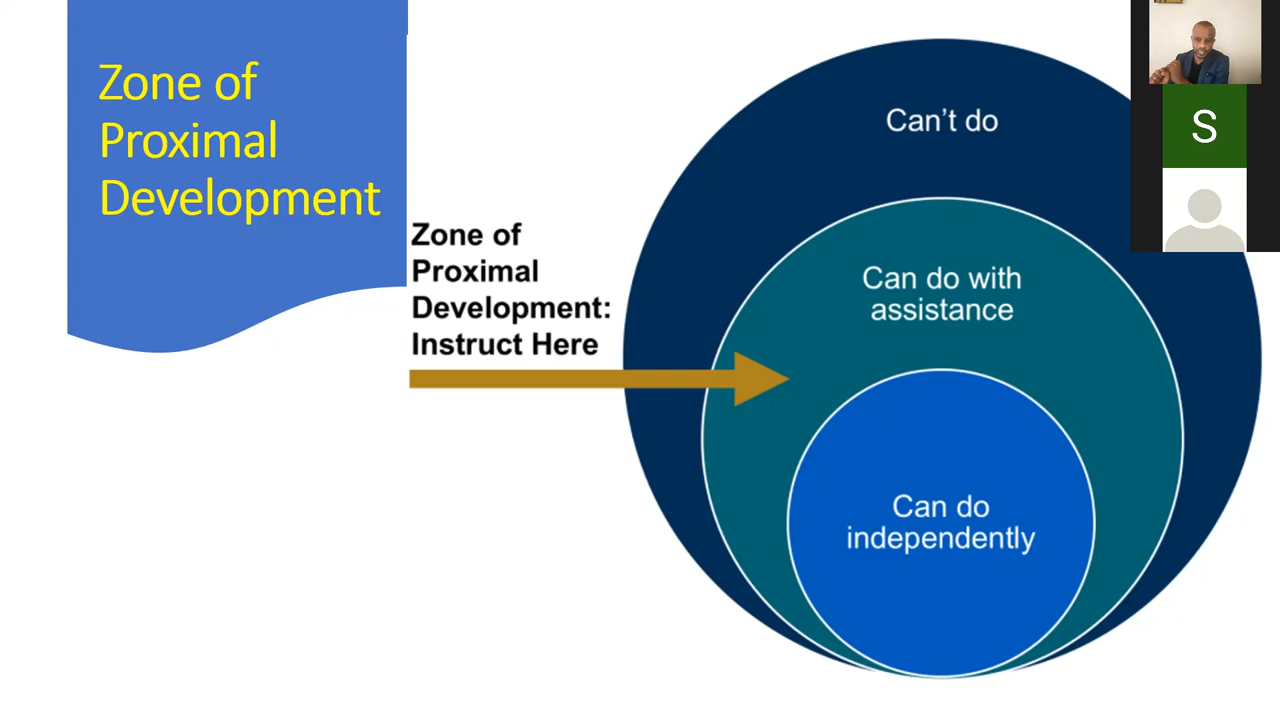 Zone of
Proximal
Development
Zone of
Proximal
Development:
Instruct Here
Can’t do
Can do with
assistance
Can do
independently
S